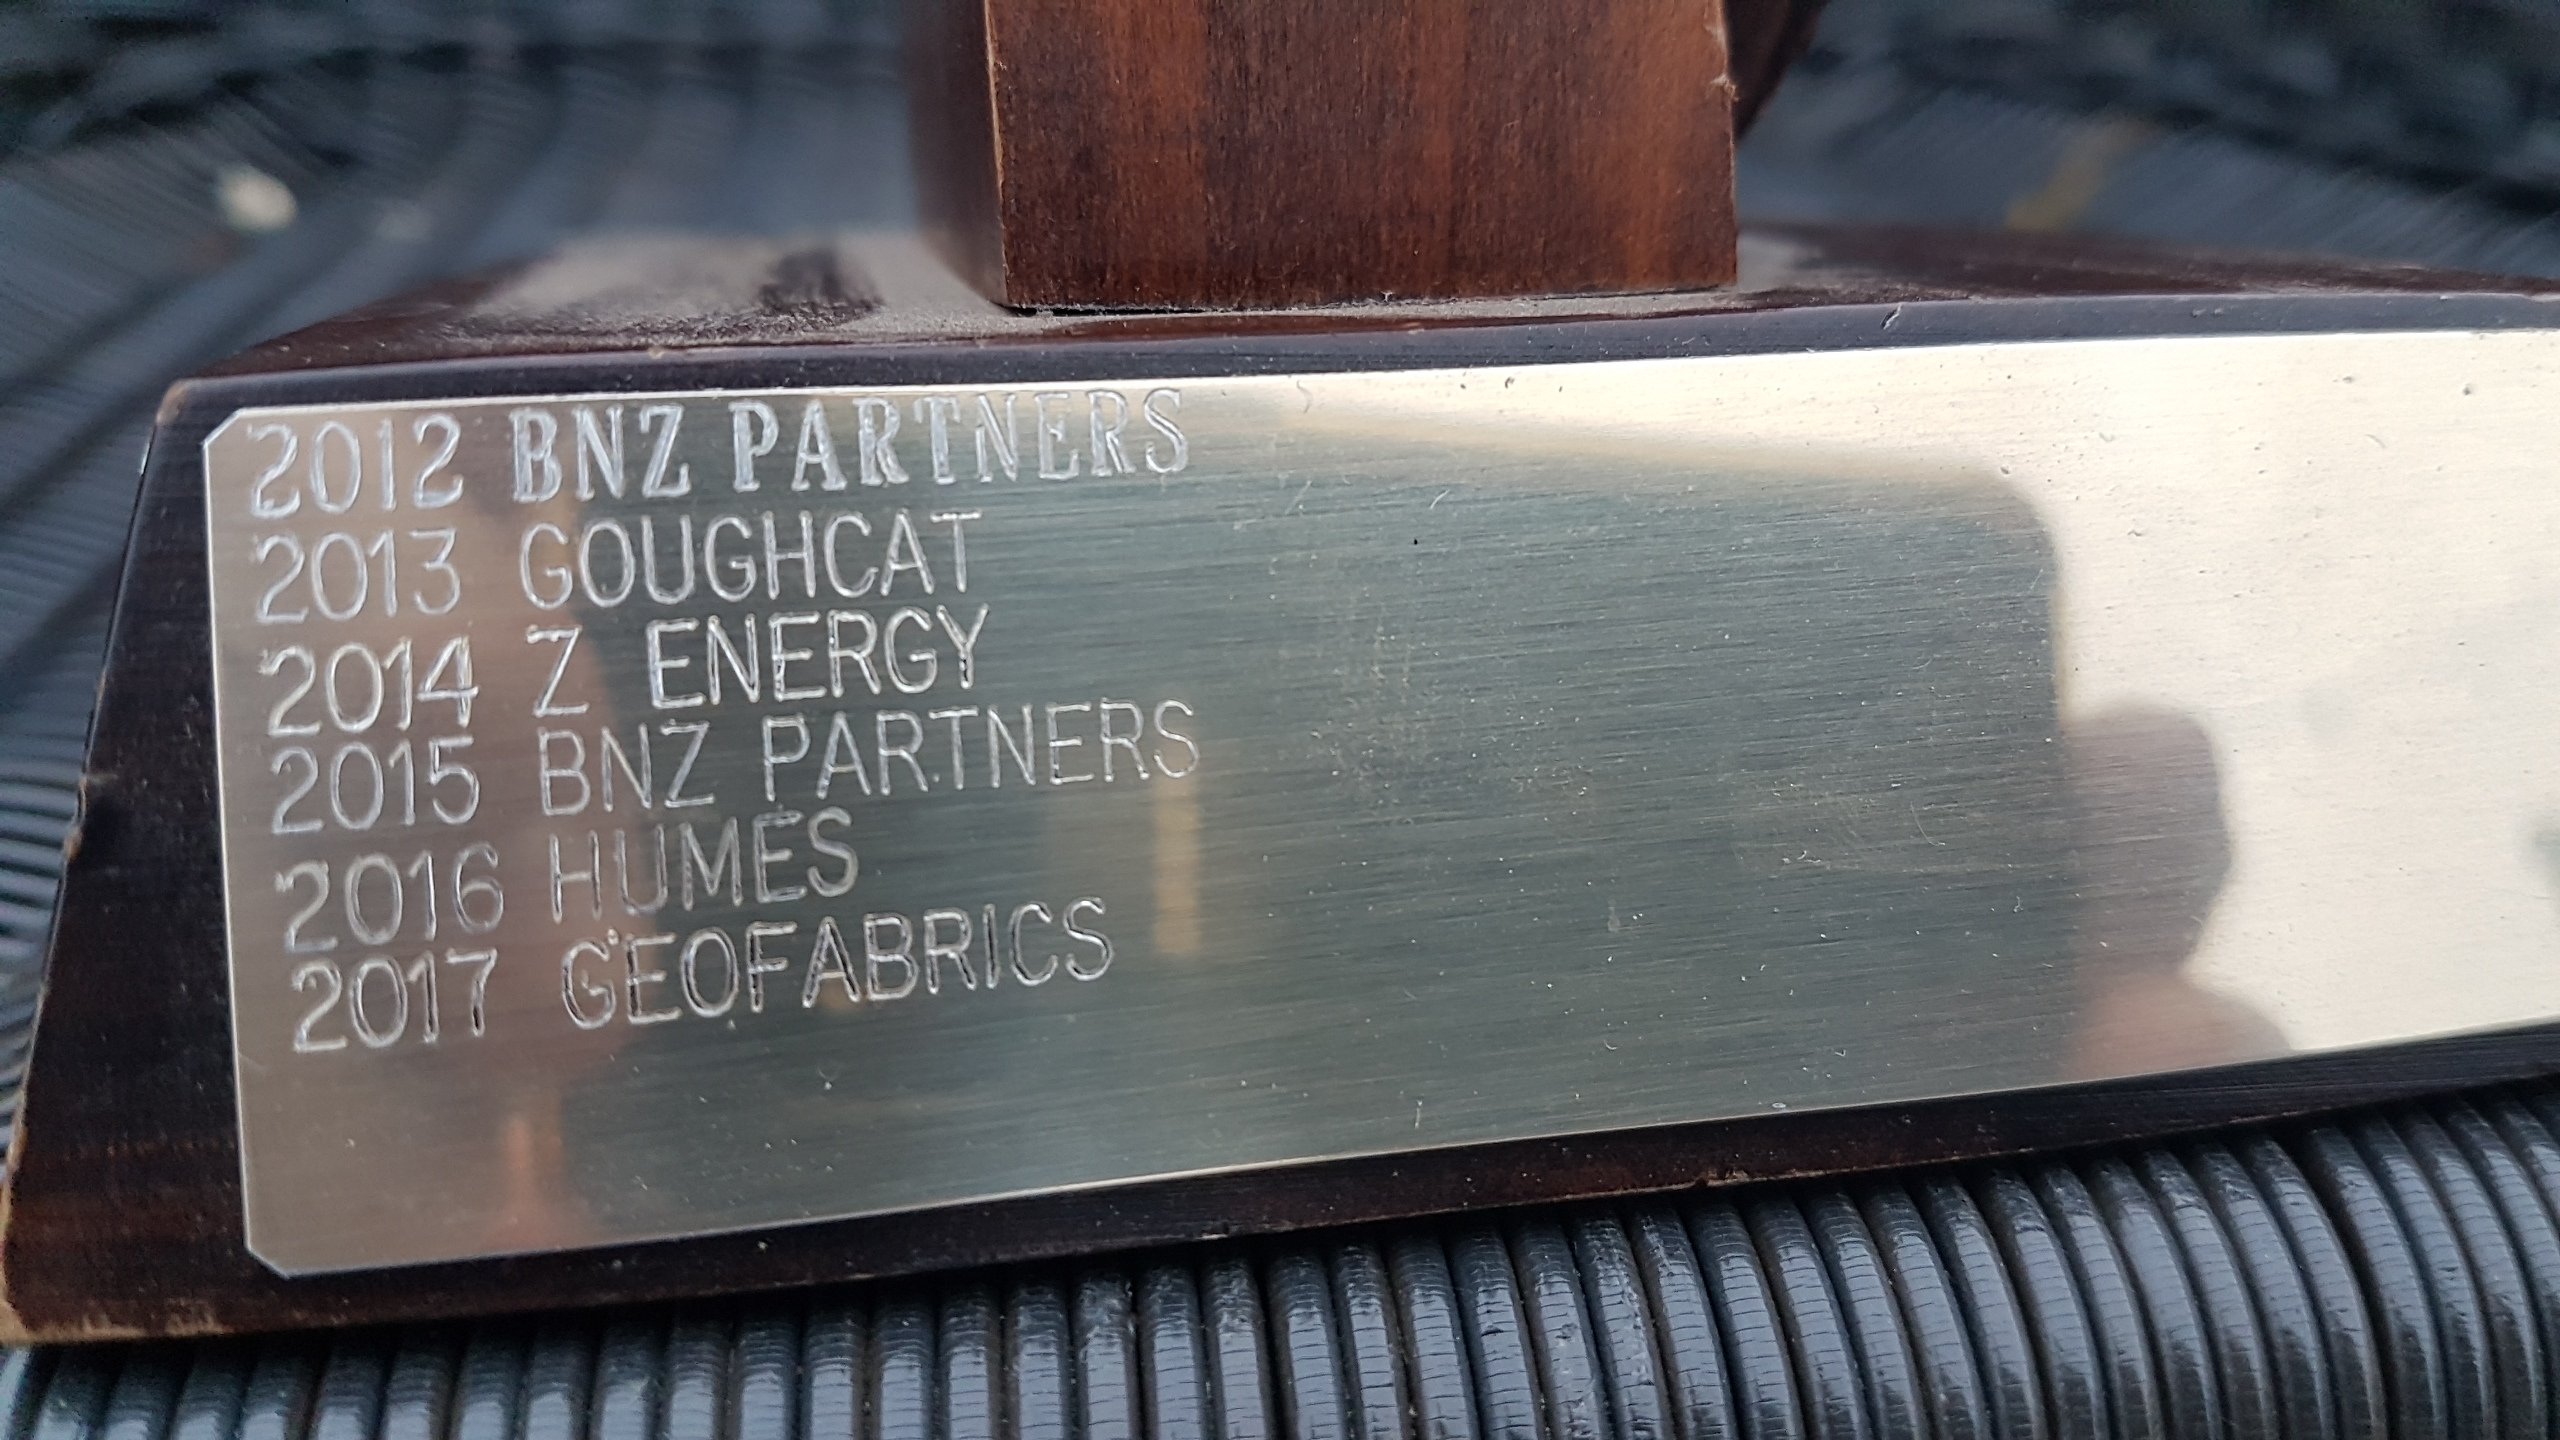 2012 BNZ PARTNERS
2013 GOUGHCAT
2014 Z ENERGY
2015 BNZ PARTNERS
2016 HUMES
2017 GEOFABRICS